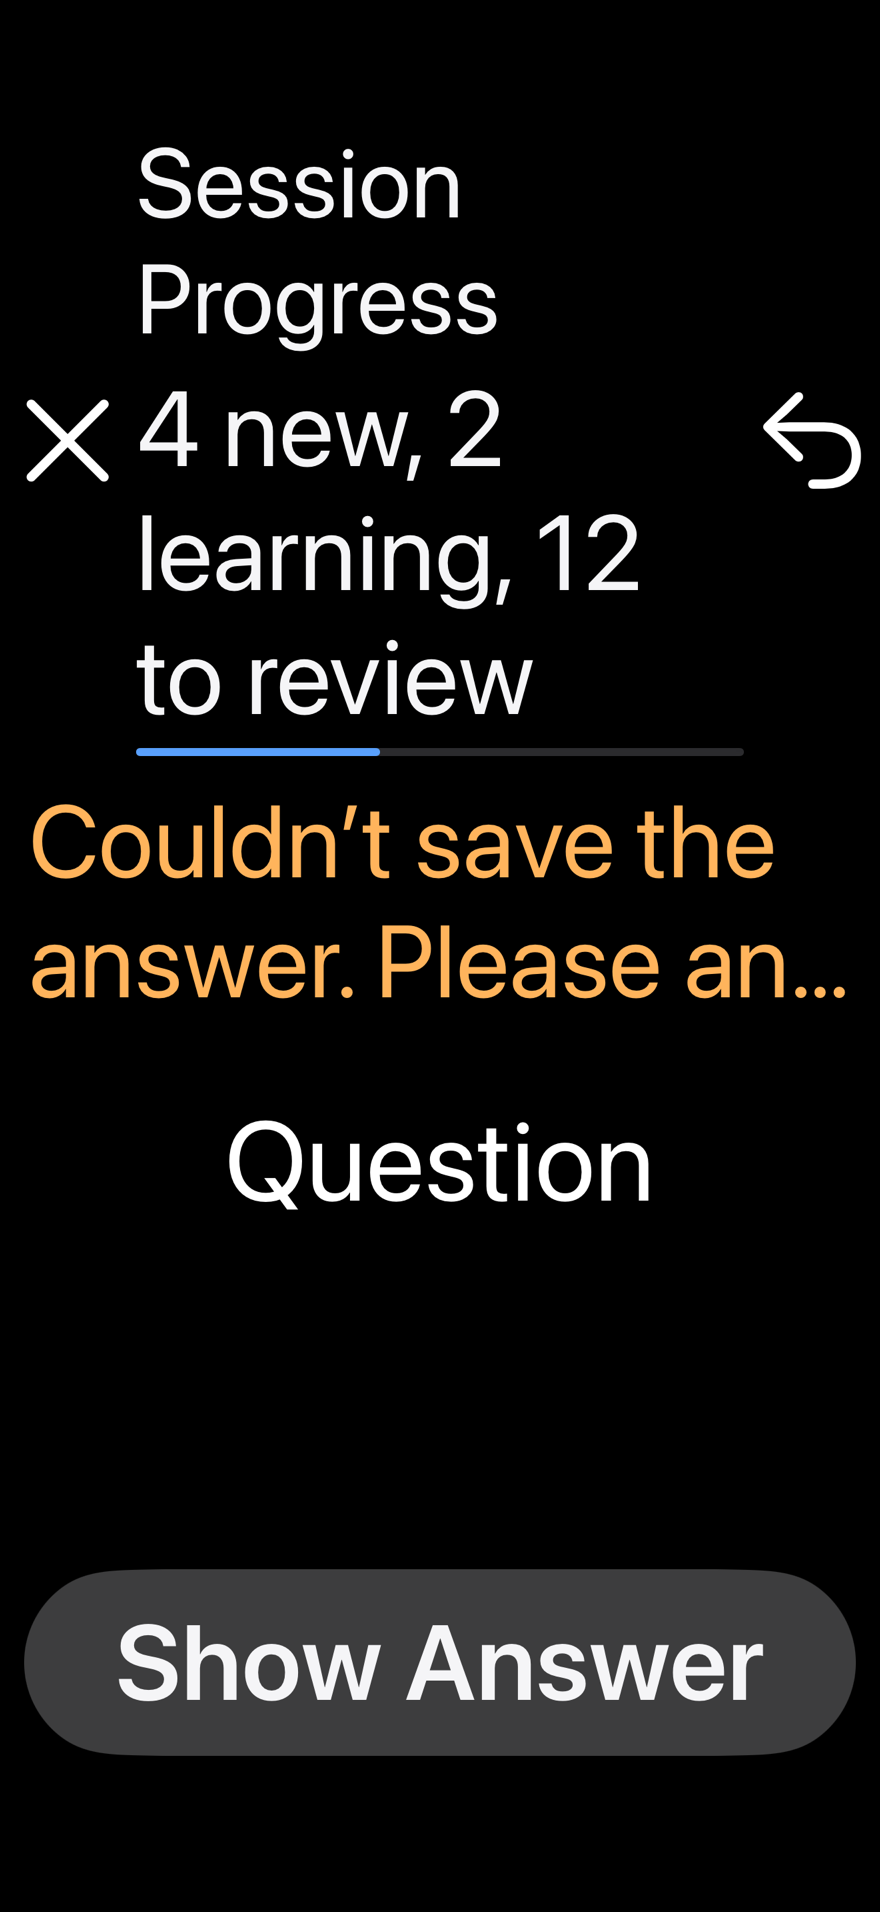 Session
Progress
4 new, 2
learning, 12
to review
Couldn’t save the
answer. Please an…
Question
Show Answer